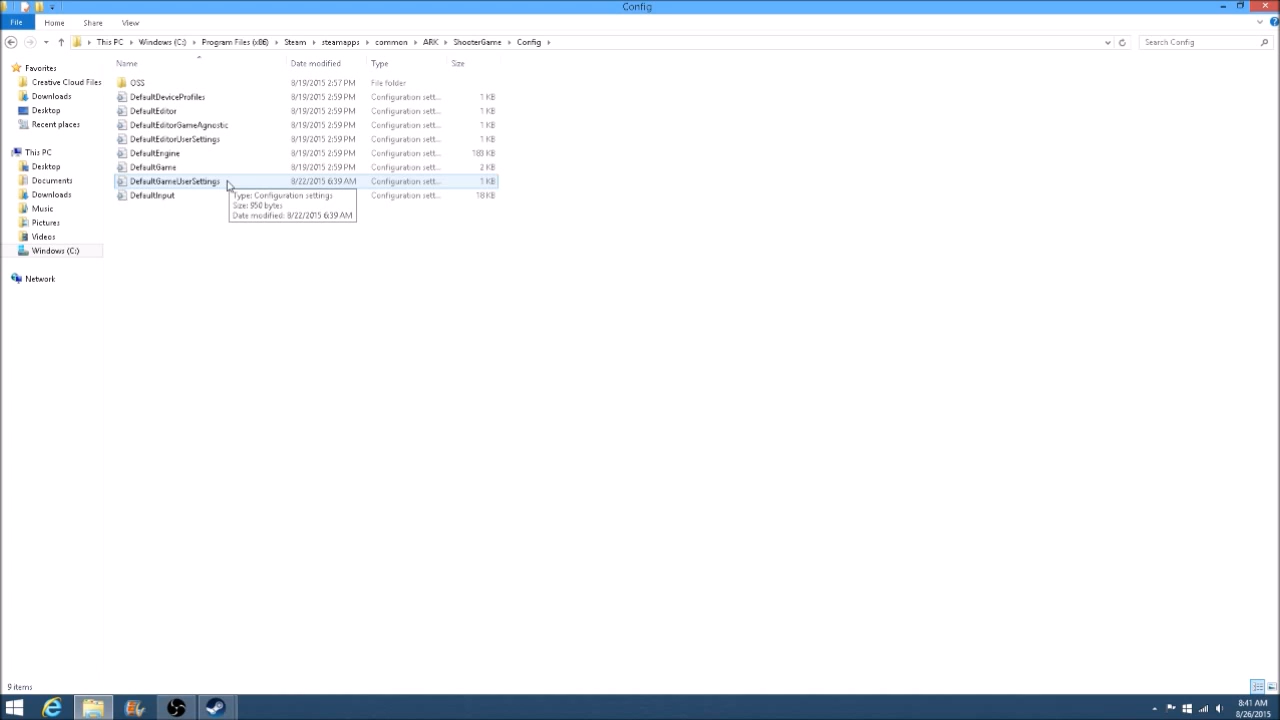 Config
File Home Share View
This PC Windows (C:) Program Files (x86) Steam steamapps common ARK ShooterGame Config
Search Config
Name Date modified Type Size
Favorites
Creative Cloud Files
Downloads
Desktop
Recent places
This PC
Desktop
Documents
Downloads
Music
Pictures
Videos
Windows (C:)
Network
OSS 8/19/2015 2:57 PM File folder
DefaultDeviceProfiles 8/19/2015 2:59 PM Configuration sett... 1 KB
DefaultEditor 8/19/2015 2:59 PM Configuration sett... 1 KB
DefaultEditorGameAgnostic 8/19/2015 2:59 PM Configuration sett... 1 KB
DefaultEditorUserSettings 8/19/2015 2:59 PM Configuration sett... 1 KB
DefaultEngine 8/19/2015 2:59 PM Configuration sett... 183 KB
DefaultGame 8/19/2015 2:59 PM Configuration sett... 2 KB
DefaultGameUserSettings 8/22/2015 6:39 AM Configuration sett... 1 KB
DefaultInput Configuration sett... 18 KB
Type: Configuration settings
Size: 950 bytes
Date modified: 8/22/2015 6:39 AM
9 items
8:41 AM
8/26/2015